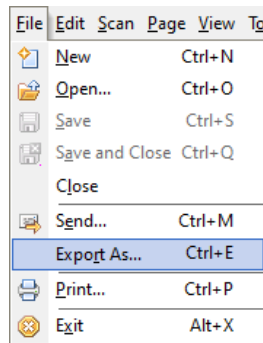 File Edit Scan Page View
New Ctrl+N
Open... Ctrl+O
Save Ctrl+S
Save and Close Ctrl+Q
Close
Send... Ctrl+M
Export As... Ctrl+E
Print... Ctrl+P
Exit Alt+X